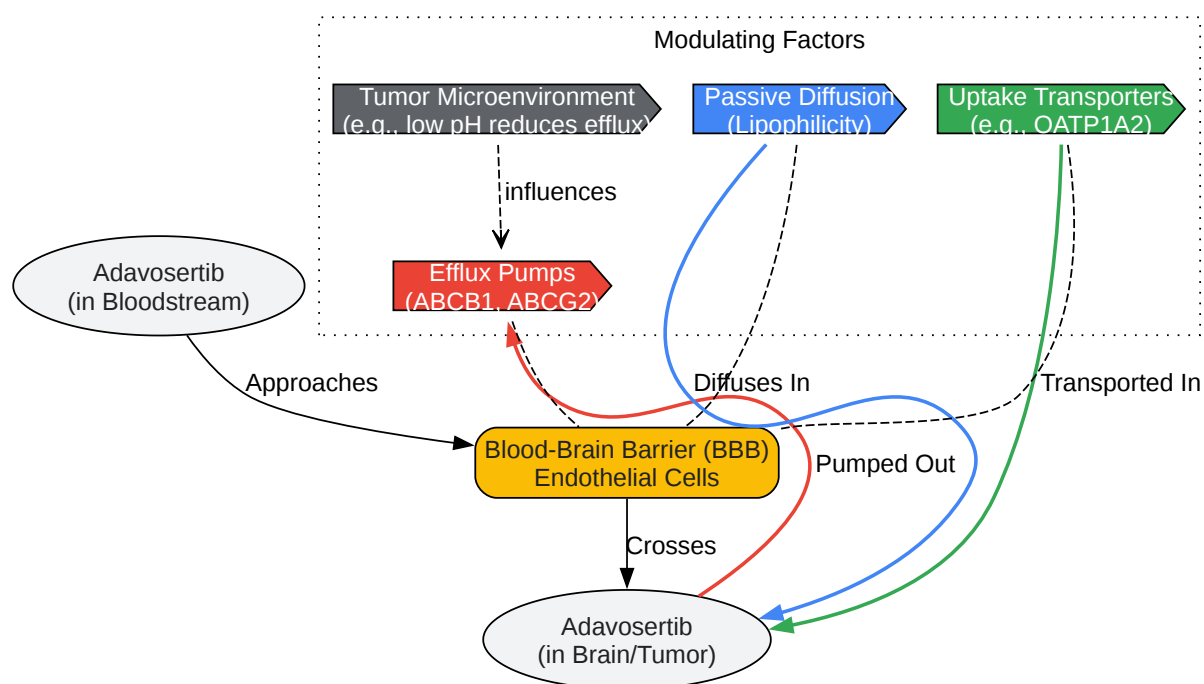 Modulating Factors
Tumor Microenvironment
(e.g., low pH reduces efflux)
Passive Diffusion
(Lipophilicity)
Uptake Transporters
(e.g., OATP1A2)
influences
Adavosertib
(in Bloodstream)
Efflux Pumps
(ABCB1, ABCG2)
Approaches
Diffuses In
Transported In
Blood-Brain Barrier (BBB)
Endothelial Cells
Pumped Out
Crosses
Adavosertib
(in Brain/Tumor)